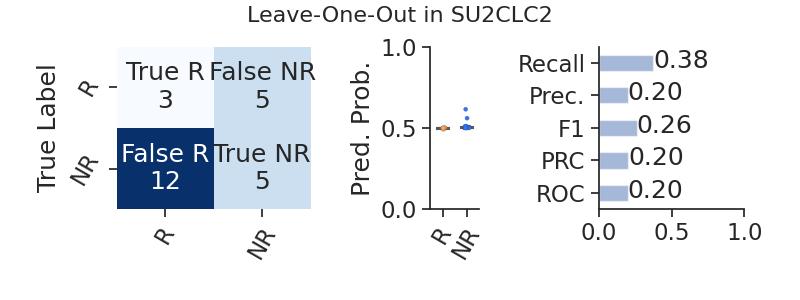 Leave-One-Out in SU2CLC2
True Label
R
NR
True R
3
False NR
5
False R
12
True NR
5
R
NR
Pred. Prob.
1.0
0.5
0.0
R
NR
Recall
0.38
Prec.
0.20
F1
0.26
PRC
0.20
ROC
0.20
0.0
0.5
1.0